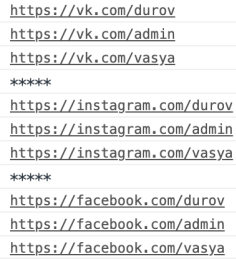 https://vk.com/durov
https://vk.com/admin
https://vk.com/vasya
*****
https://instagram.com/durov
https://instagram.com/admin
https://instagram.com/vasya
*****
https://facebook.com/durov
https://facebook.com/admin
https://facebook.com/vasya